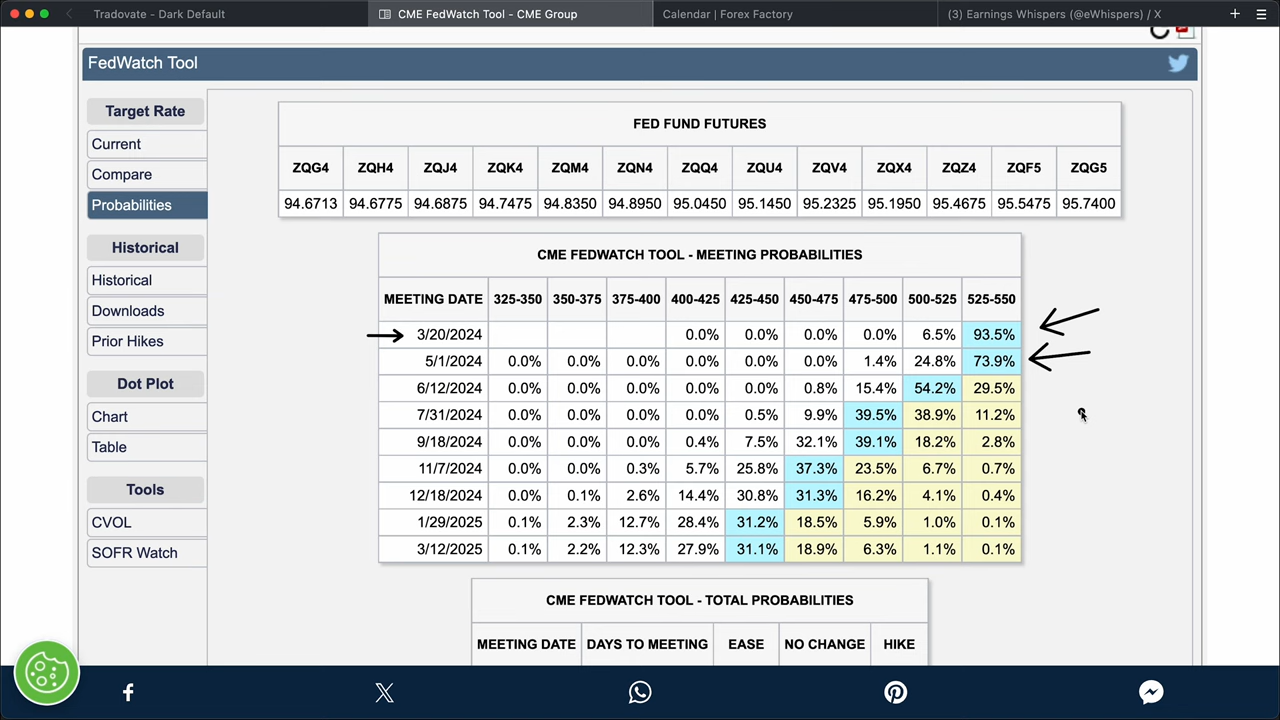 Tradovate - Dark Default
CME FedWatch Tool - CME Group
Calendar | Forex Factory
(3) Earnings Whispers (@eWhispers) / X
FedWatch Tool
Target Rate
Current
Compare
Probabilities
Historical
Historical
Downloads
Prior Hikes
Dot Plot
Chart
Table
Tools
CVOL
SOFR Watch
FED FUND FUTURES
ZQG4 ZQH4 ZQJ4 ZQK4 ZQM4 ZQN4 ZQQ4 ZQU4 ZQV4 ZQX4 ZQZ4 ZQF5 ZQG5
94.6713 94.6775 94.6875 94.7475 94.8350 94.8950 95.0450 95.1450 95.2325 95.1950 95.4675 95.5475 95.7400
CME FEDWATCH TOOL - MEETING PROBABILITIES
MEETING DATE 325-350 350-375 375-400 400-425 425-450 450-475 475-500 500-525 525-550
3/20/2024 0.0% 0.0% 0.0% 0.0% 6.5% 93.5%
5/1/2024 0.0% 0.0% 0.0% 0.0% 0.0% 0.0% 1.4% 24.8% 73.9%
6/12/2024 0.0% 0.0% 0.0% 0.0% 0.0% 0.8% 15.4% 54.2% 29.5%
7/31/2024 0.0% 0.0% 0.0% 0.0% 0.5% 9.9% 39.5% 38.9% 11.2%
9/18/2024 0.0% 0.0% 0.0% 0.4% 7.5% 32.1% 39.1% 18.2% 2.8%
11/7/2024 0.0% 0.0% 0.3% 5.7% 25.8% 37.3% 23.5% 6.7% 0.7%
12/18/2024 0.0% 0.1% 2.6% 14.4% 30.8% 31.3% 16.2% 4.1% 0.4%
1/29/2025 0.1% 2.3% 12.7% 28.4% 31.2% 18.5% 5.9% 1.0% 0.1%
3/12/2025 0.1% 2.2% 12.3% 27.9% 31.1% 18.9% 6.3% 1.1% 0.1%
CME FEDWATCH TOOL - TOTAL PROBABILITIES
MEETING DATE DAYS TO MEETING EASE NO CHANGE HIKE